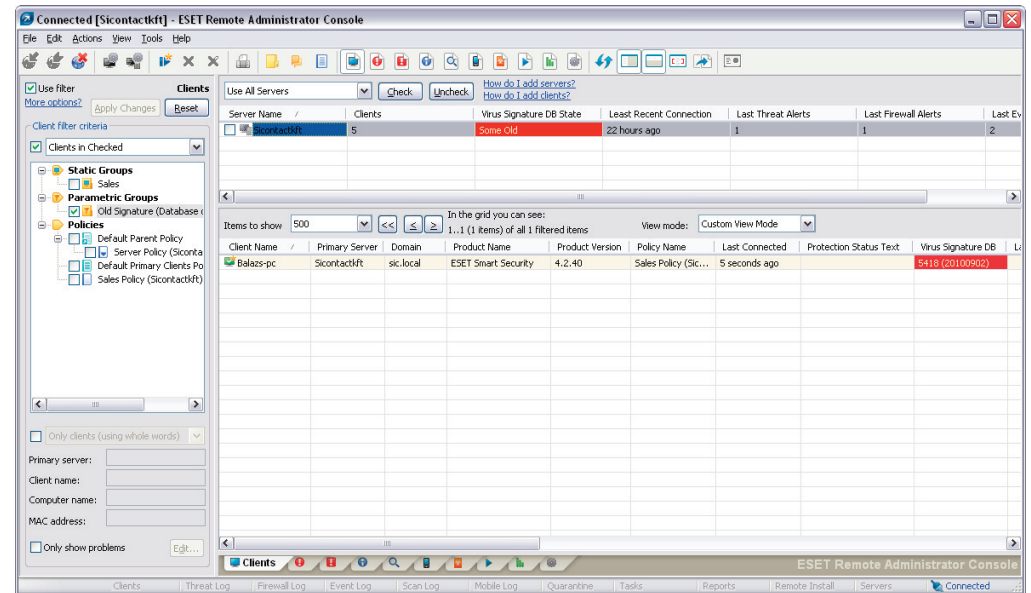 Connected [Sicontactkft] - ESET Remote Administrator Console
File Edit Actions View Tools Help
Use filter Clients
More options? Apply Changes Reset
Client filter criteria
Clients in Checked
Static Groups
Sales
Parametric Groups
Old Signature (Database
Policies
Default Parent Policy
Server Policy (Siconta
Default Primary Clients Po
Sales Policy (Sicontactkft)
Only clients (using whole words)
Primary server:
Client name:
Computer name:
MAC address:
Only show problems Edit...
Use All Servers Check Uncheck How do I add servers?
How do I add clients?
Server Name / Clients Virus Signature DB State Least Recent Connection Last Threat Alerts Last Firewall Alerts Last Ev
Sicontactkft 5 Some Old 22 hours ago 1 1 2
Items to show 500 << < > In the grid you can see:
1..1 (1 items) of all 1 filtered items View mode: Custom View Mode
Client Name / Primary Server Domain Product Name Product Version Policy Name Last Connected Protection Status Text Virus Signature DB La
Balazs-pc Sicontactkft sic.local ESET Smart Security 4.2.40 Sales Policy (Sic... 5 seconds ago 5418 (20100902)
Clients
ESET Remote Administrator Console
Clients Threat Log Firewall Log Event Log Scan Log Mobile Log Quarantine Tasks Reports Remote Install Servers Connected